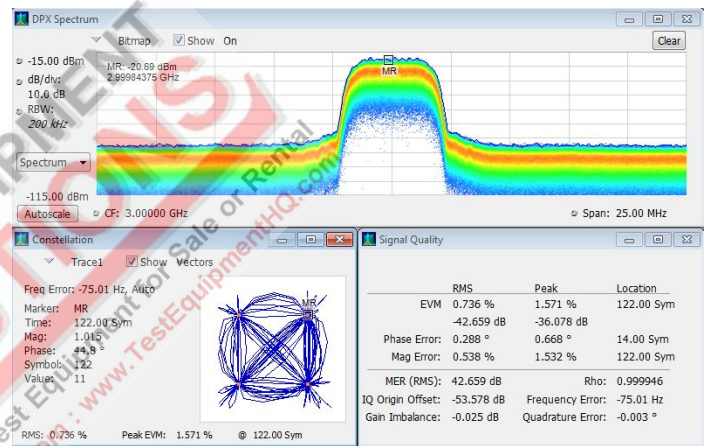 DPX Spectrum
Bitmap Show On Clear
-15.00 dBm
MR: -20.69 dBm
2.99984375 GHz
MR
dB/div:
10.0 dB
RBW:
200 kHz
Spectrum
-115.00 dBm
Autoscale CF: 3.00000 GHz Span: 25.00 MHz
Constellation
Trace1 Show Vectors
Freq Error: -75.01 Hz, Auto
Marker: MR
Time: 122.00 Sym
Mag: 1.015
Phase: 44.8 °
Symbol: 122
Value: 11
MR
RMS: 0.736 % Peak EVM: 1.571 % @ 122.00 Sym
Signal Quality
RMS Peak Location
EVM 0.736 % 1.571 % 122.00 Sym
-42.659 dB -36.078 dB
Phase Error: 0.288 ° 0.668 ° 14.00 Sym
Mag Error: 0.538 % 1.532 % 122.00 Sym
MER (RMS): 42.659 dB Rho: 0.999946
IQ Origin Offset: -53.578 dB Frequency Error: -75.01 Hz
Gain Imbalance: -0.025 dB Quadrature Error: -0.003 °
Test Equipment for Sale or Rental
www.TestEquipmentHQ.com